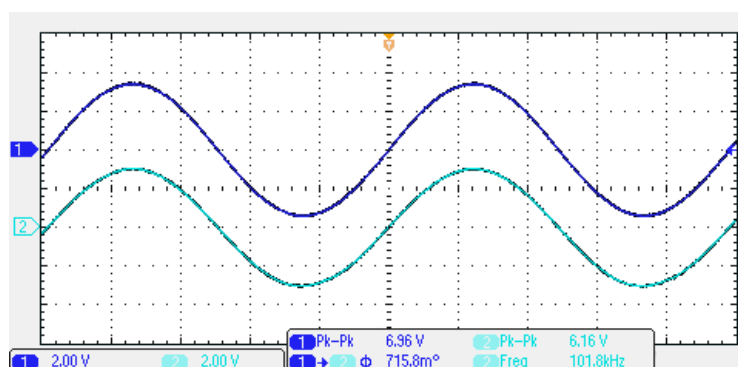 T
1
2
1 Pk-Pk 6.96 V 2 Pk-Pk 6.16 V
1 2.00 V 2 2.00 V 1→2 ϕ 715.8m° 2 Freq 101.8kHz